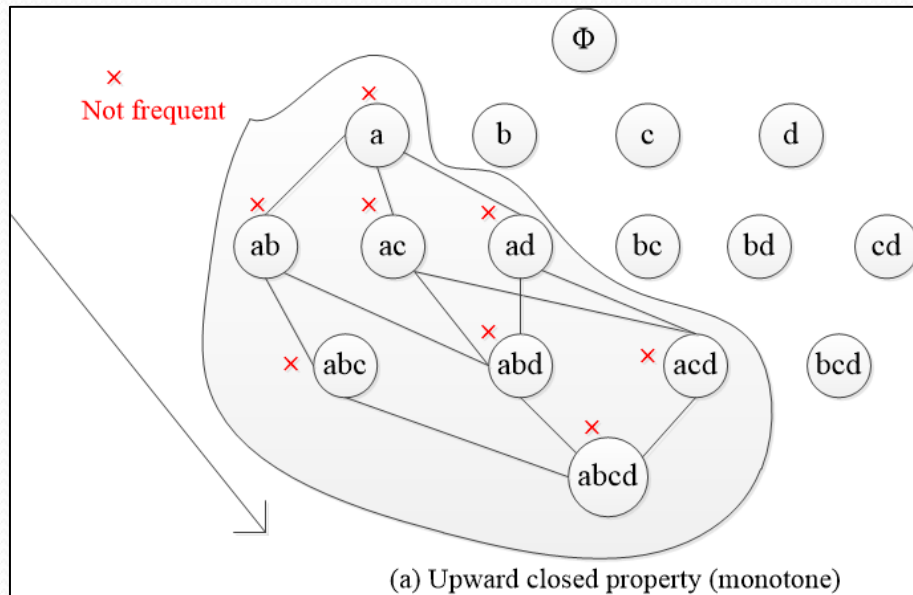 Φ
×
Not frequent
×
a b c d
× × ×
ab ac ad bc bd cd
× × ×
abc abd acd bcd
×
abcd
(a) Upward closed property (monotone)